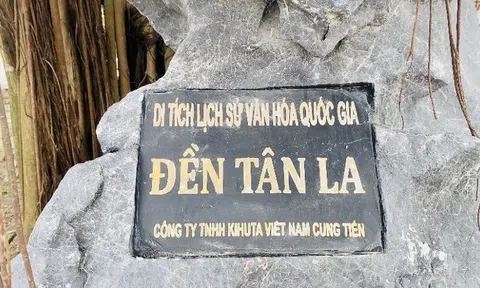 DI TÍCH LỊCH SỬ VĂN HÓA QUỐC GIA
ĐỀN TÂN LA
CÔNG TY TNHH KIHUTA VIỆT NAM CUNG TIẾN